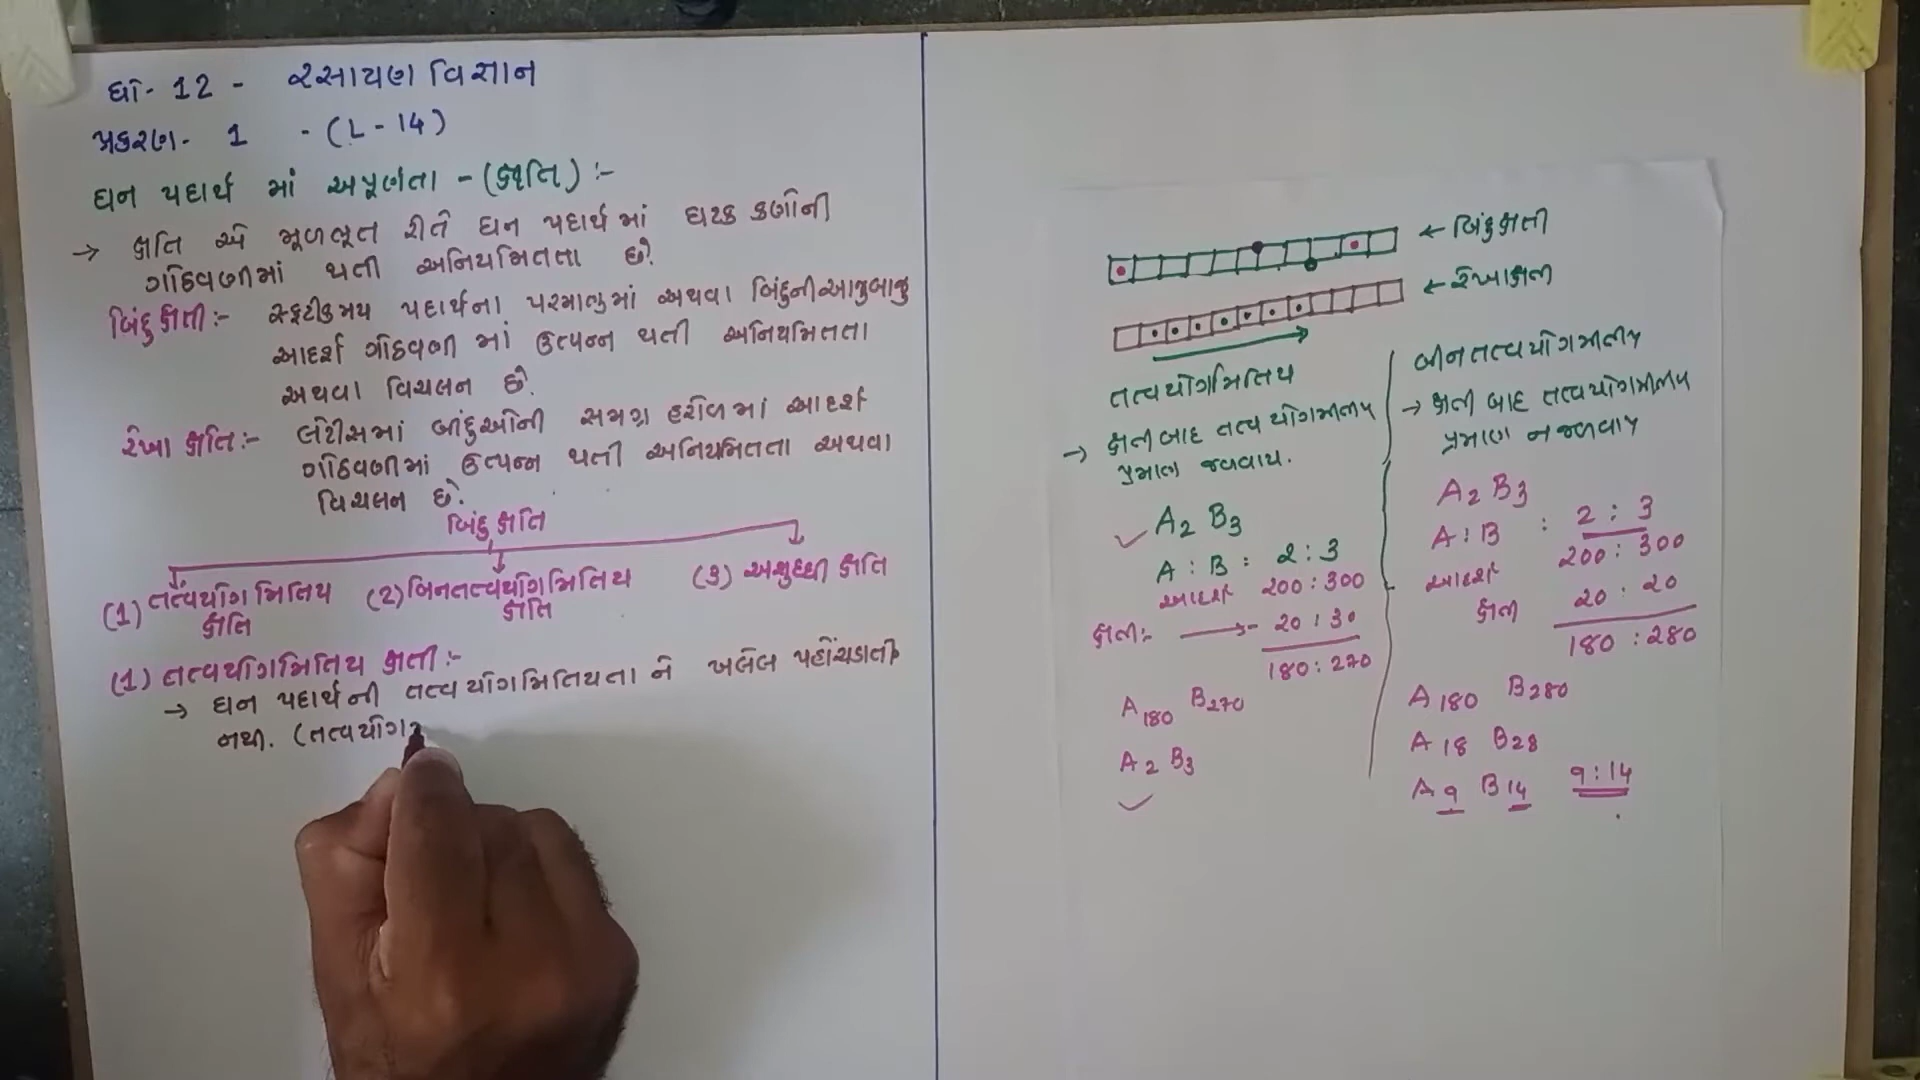 ધો. 12 - રસાયણ વિજ્ઞાન
પ્રકરણ. 1 - (L-14)
ઘન પદાર્થ માં અપૂર્ણતા - (ક્ષતિ) :-
→ ક્ષતિ એ મૂળભૂત રીતે ઘન પદાર્થ માં ઘટક કણોની
ગોઠવણીમાં થતી અનિયમિતતા છે.
બિંદુ ક્ષતી :- સ્ફટીકમય પદાર્થના પરમાણુમાં અથવા બિંદુની આજુબાજુ
આદર્શ ગોઠવણી માં ઉત્પન્ન થતી અનિયમિતતા
અથવા વિચલન છે.
રેખા ક્ષતિ :- લેટીસમાં બીંદુઓની સમગ્ર હરોળ માં આદર્શ
ગોઠવણીમાં ઉત્પન્ન થતી અનિયમિતતા અથવા
વિચલન છે.
બિંદુ ક્ષતિ
(1) તત્વયોગમિતિય ક્ષતિ (2) બિનતત્વયોગમિતિય ક્ષતિ (3) અશુધ્ધી ક્ષતિ
(1) તત્વયોગમિતિય ક્ષતી :-
→ ઘન પદાર્થ ની તત્વ યોગમિતિયતા ને ખલેલ પહોંચાડાતી
નથી. (તત્વયોગ
← બિંદુક્ષતી
← રેખાક્ષતી
તત્વયોગમિતિય
→ ક્ષતી બાદ તત્વ યોગમીતીય
પ્રમાણ જળવાય.
A2 B3
A : B : 2 : 3
આદર્શ 200 : 300
ક્ષતી :- 20 : 30
180 : 270
A180 B270
A2 B3
બીનતત્વયોગમીતીય
→ ક્ષતી બાદ તત્વયોગમીતીય
પ્રમાણ ન જળવાય
A2 B3
A : B : 2 : 3
આદર્શ 200 : 300
ક્ષતી 20 : 20
180 : 280
A180 B280
A18 B28
A9 B14 9 : 14